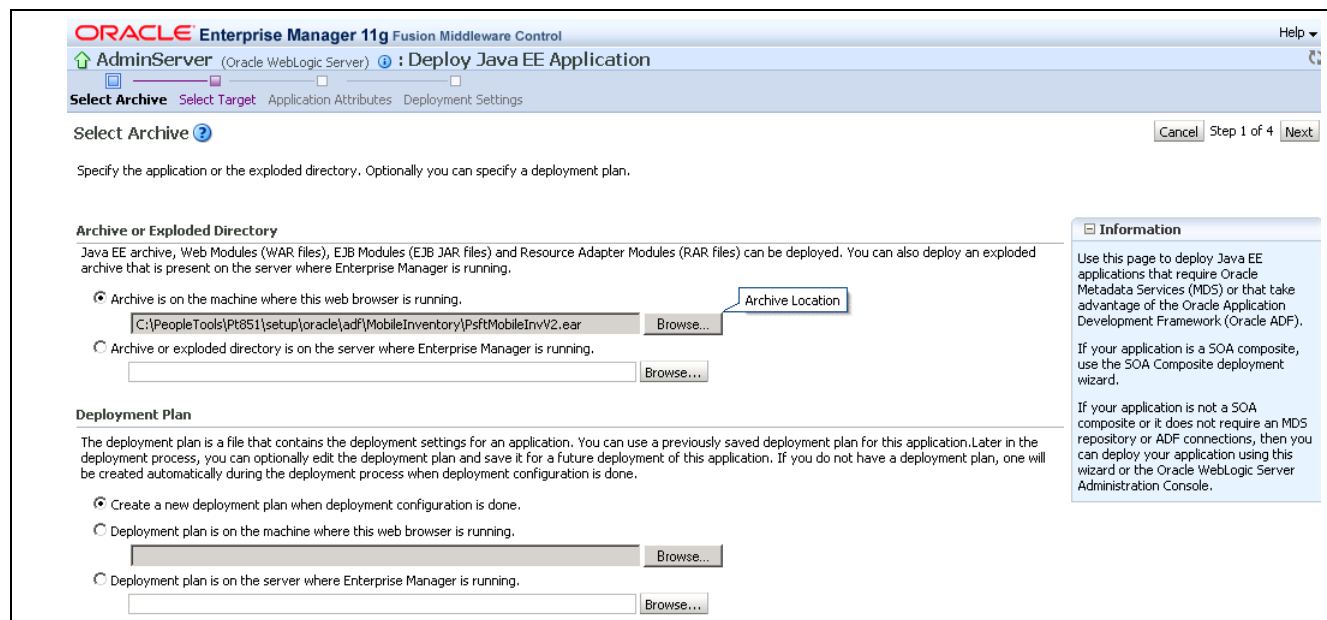 ORACLE Enterprise Manager 11g Fusion Middleware Control
Help
AdminServer (Oracle WebLogic Server) : Deploy Java EE Application
Select Archive Select Target Application Attributes Deployment Settings
Select Archive
Cancel Step 1 of 4 Next
Specify the application or the exploded directory. Optionally you can specify a deployment plan.
Archive or Exploded Directory
Java EE archive, Web Modules (WAR files), EJB Modules (EJB JAR files) and Resource Adapter Modules (RAR files) can be deployed. You can also deploy an exploded
archive that is present on the server where Enterprise Manager is running.
Archive is on the machine where this web browser is running.
Archive Location
C:\PeopleTools\Pt851\setup\oracle\adf\MobileInventory\PsftMobileInvV2.ear Browse...
Archive or exploded directory is on the server where Enterprise Manager is running.
Browse...
Deployment Plan
The deployment plan is a file that contains the deployment settings for an application. You can use a previously saved deployment plan for this application.Later in the
deployment process, you can optionally edit the deployment plan and save it for a future deployment of this application. If you do not have a deployment plan, one will
be created automatically during the deployment process when deployment configuration is done.
Create a new deployment plan when deployment configuration is done.
Deployment plan is on the machine where this web browser is running.
Browse...
Deployment plan is on the server where Enterprise Manager is running.
Browse...
Information
Use this page to deploy Java EE
applications that require Oracle
Metadata Services (MDS) or that take
advantage of the Oracle Application
Development Framework (Oracle ADF).
If your application is a SOA composite,
use the SOA Composite deployment
wizard.
If your application is not a SOA
composite or it does not require an MDS
repository or ADF connections, then you
can deploy your application using this
wizard or the Oracle WebLogic Server
Administration Console.